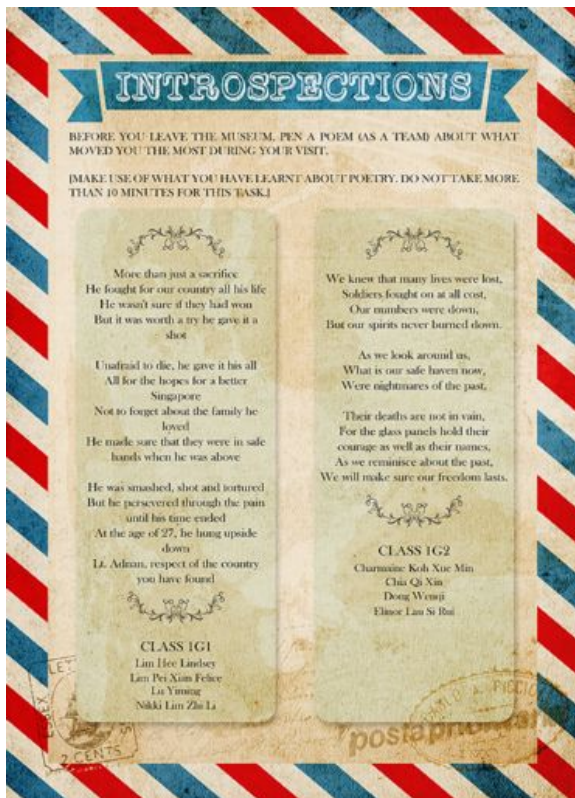 INTROSPECTIONS
BEFORE YOU LEAVE THE MUSEUM, PEN A POEM (AS A TEAM) ABOUT WHAT
MOVED YOU THE MOST DURING YOUR VISIT.
[MAKE USE OF WHAT YOU HAVE LEARNT ABOUT POETRY. DO NOT TAKE MORE
THAN 10 MINUTES FOR THIS TASK.]
More than just a sacrifice
He fought for our country all his life
He wasn't sure if they had won
But it was worth a try he gave it a
shot
Unafraid to die, he gave it his all
All for the hopes for a better
Singapore
Not to forget about the family he
loved
He made sure that they were in safe
hands when he was above
He was smashed, shot and tortured
But he persevered through the pain
until his time ended
At the age of 27, he hung upside
down
Lt. Adnan, respect of the country
you have found
CLASS 1G1
Lim Hee Lindsey
Lim Pei Xian Felice
Lu Yiming
Nikki Lim Zhi Li
We knew that many lives were lost,
Soldiers fought on at all cost,
Our numbers were down,
But our spirits never burned down.
As we look around us,
What is our safe haven now,
Were nightmares of the past.
Their deaths are not in vain,
For the glass panels hold their
courage as well as their names,
As we reminisce about the past,
We will make sure our freedom lasts.
CLASS 1G2
Charmaine Koh Xue Min
Chia Qi Xin
Dong Wenqi
Elinor Lau Si Rui
2 CENTS